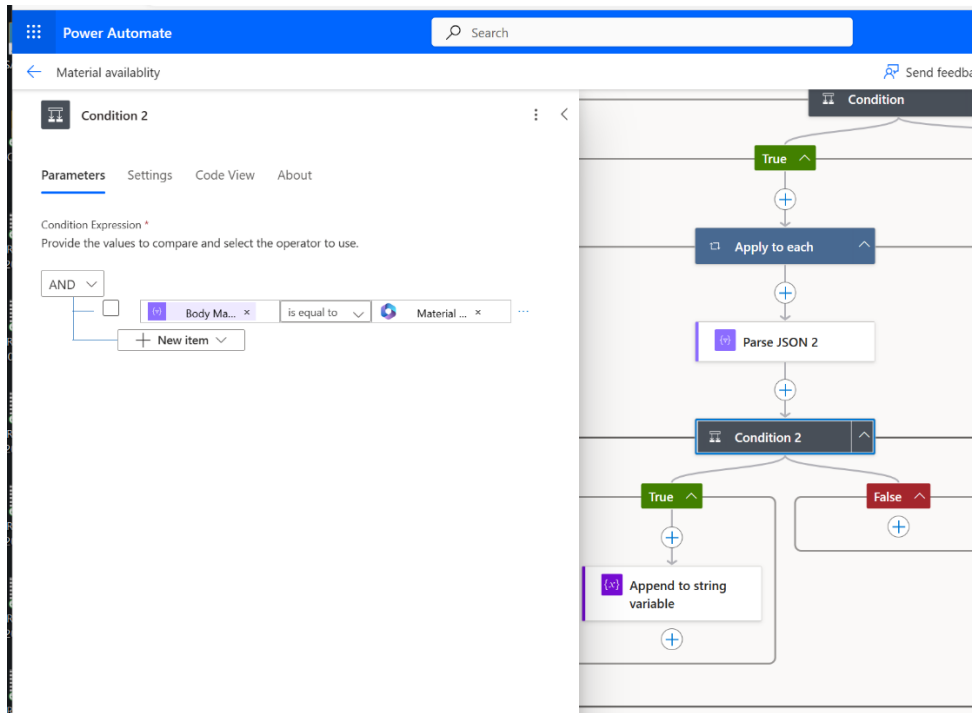 Power Automate
Search
Material availablity
Send feedba
Condition 2
Parameters Settings Code View About
Condition Expression *
Provide the values to compare and select the operator to use.
AND
Body Ma... × is equal to Material ... × ...
+ New item
Condition
True
Apply to each
Parse JSON 2
Condition 2
True
False
{x} Append to string
variable